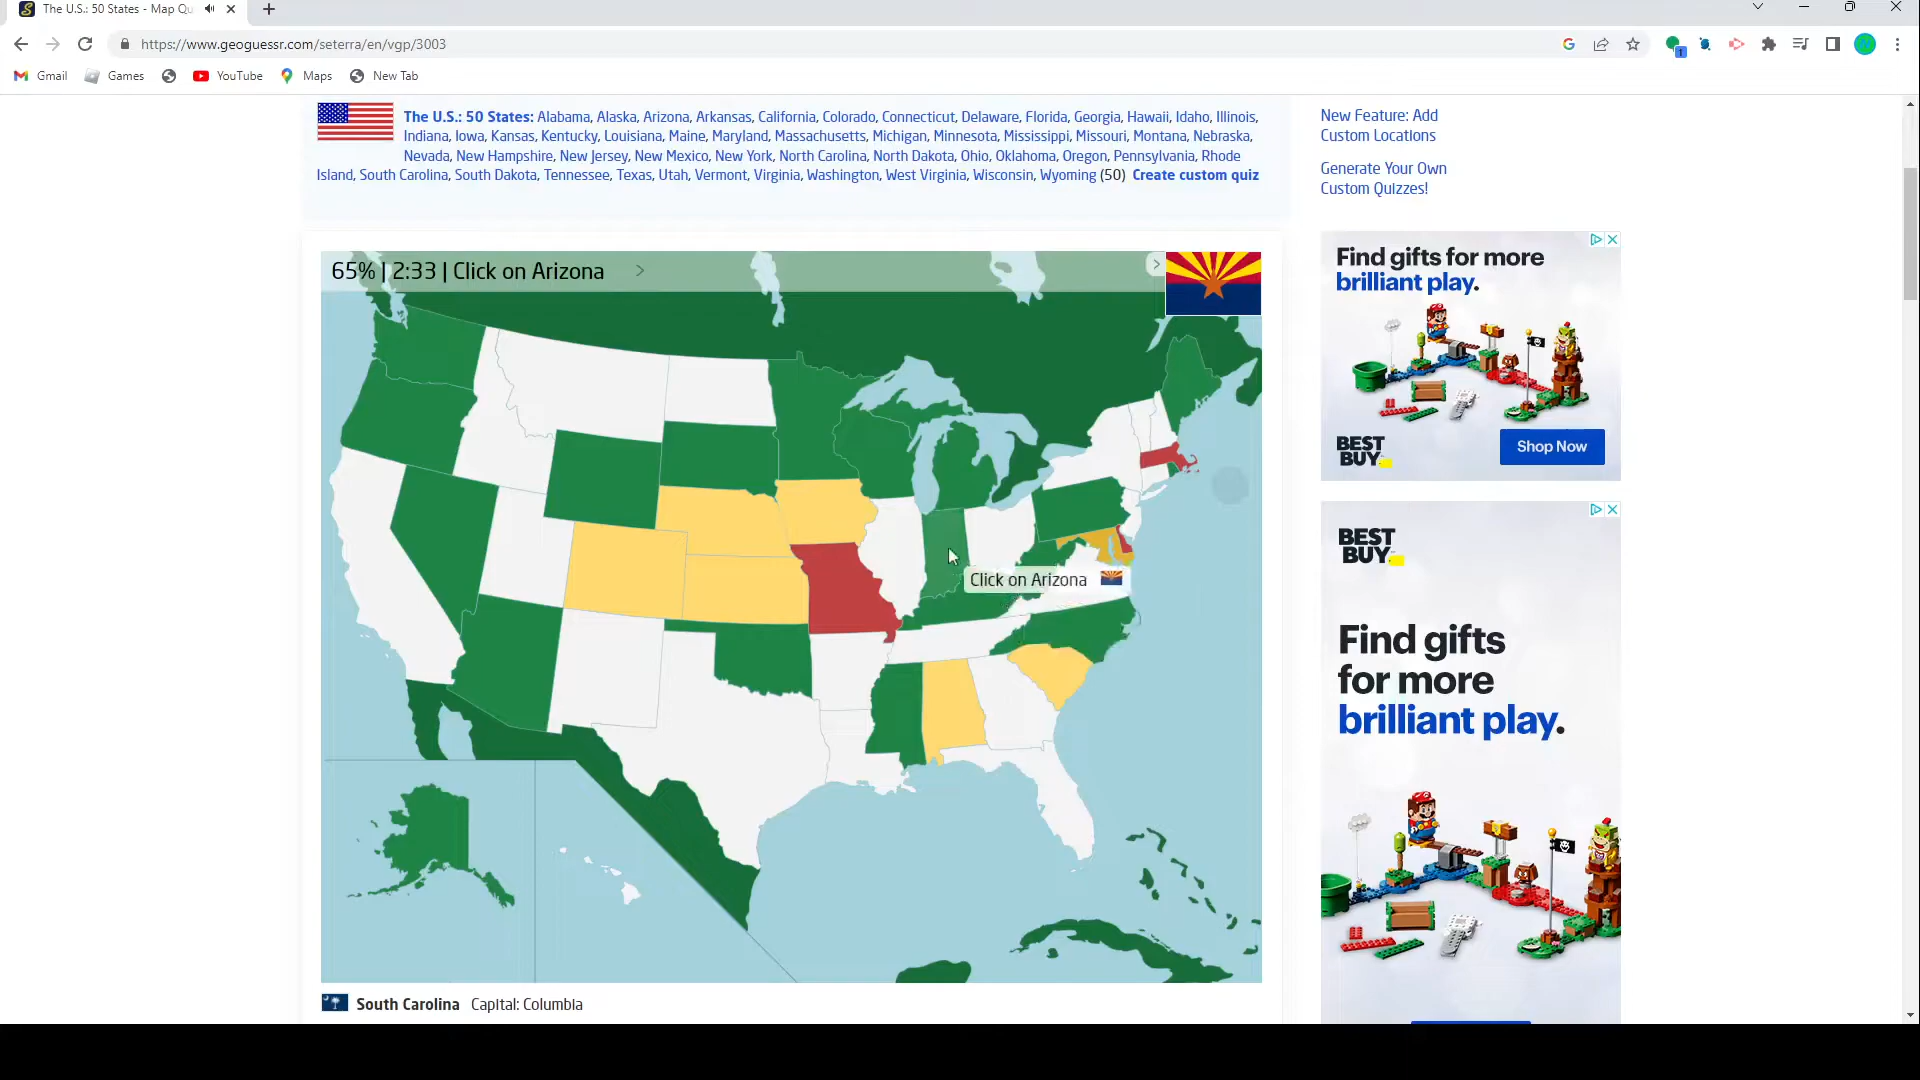 The U.S.: 50 States - Map Qu
https://www.geoguessr.com/seterra/en/vgp/3003
1
Gmail Games YouTube Maps New Tab
The U.S.: 50 States: Alabama, Alaska, Arizona, Arkansas, California, Colorado, Connecticut, Delaware, Florida, Georgia, Hawaii, Idaho, Illinois,
Indiana, Iowa, Kansas, Kentucky, Louisiana, Maine, Maryland, Massachusetts, Michigan, Minnesota, Mississippi, Missouri, Montana, Nebraska,
Nevada, New Hampshire, New Jersey, New Mexico, New York, North Carolina, North Dakota, Ohio, Oklahoma, Oregon, Pennsylvania, Rhode
Island, South Carolina, South Dakota, Tennessee, Texas, Utah, Vermont, Virginia, Washington, West Virginia, Wisconsin, Wyoming (50) Create custom quiz
New Feature: Add
Custom Locations
Generate Your Own
Custom Quizzes!
65% | 2:33 | Click on Arizona
Click on Arizona
South Carolina Capital: Columbia
Find gifts for more
brilliant play.
BEST
BUY
Shop Now
BEST
BUY
Find gifts
for more
brilliant play.